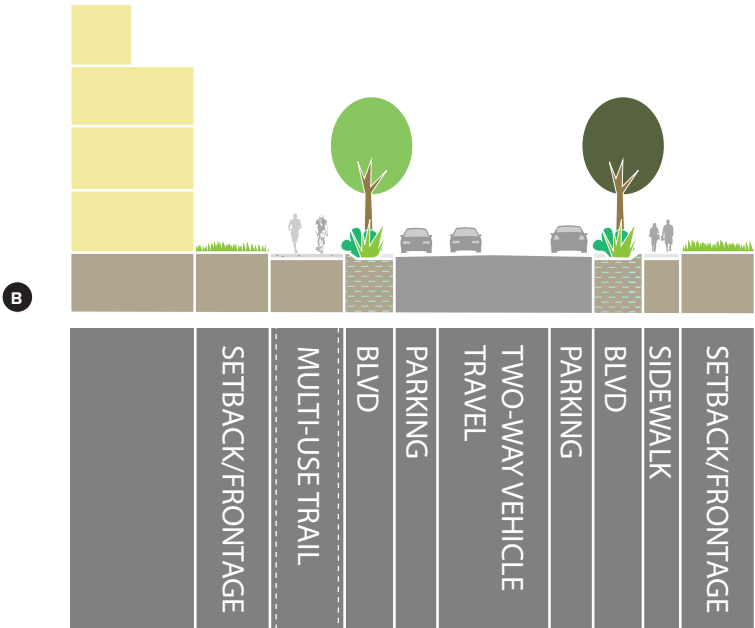 B
SETBACK/FRONTAGE
MULTI-USE TRAIL
BLVD
PARKING
TWO-WAY VEHICLE
TRAVEL
PARKING
BLVD
SIDEWALK
SETBACK/FRONTAGE